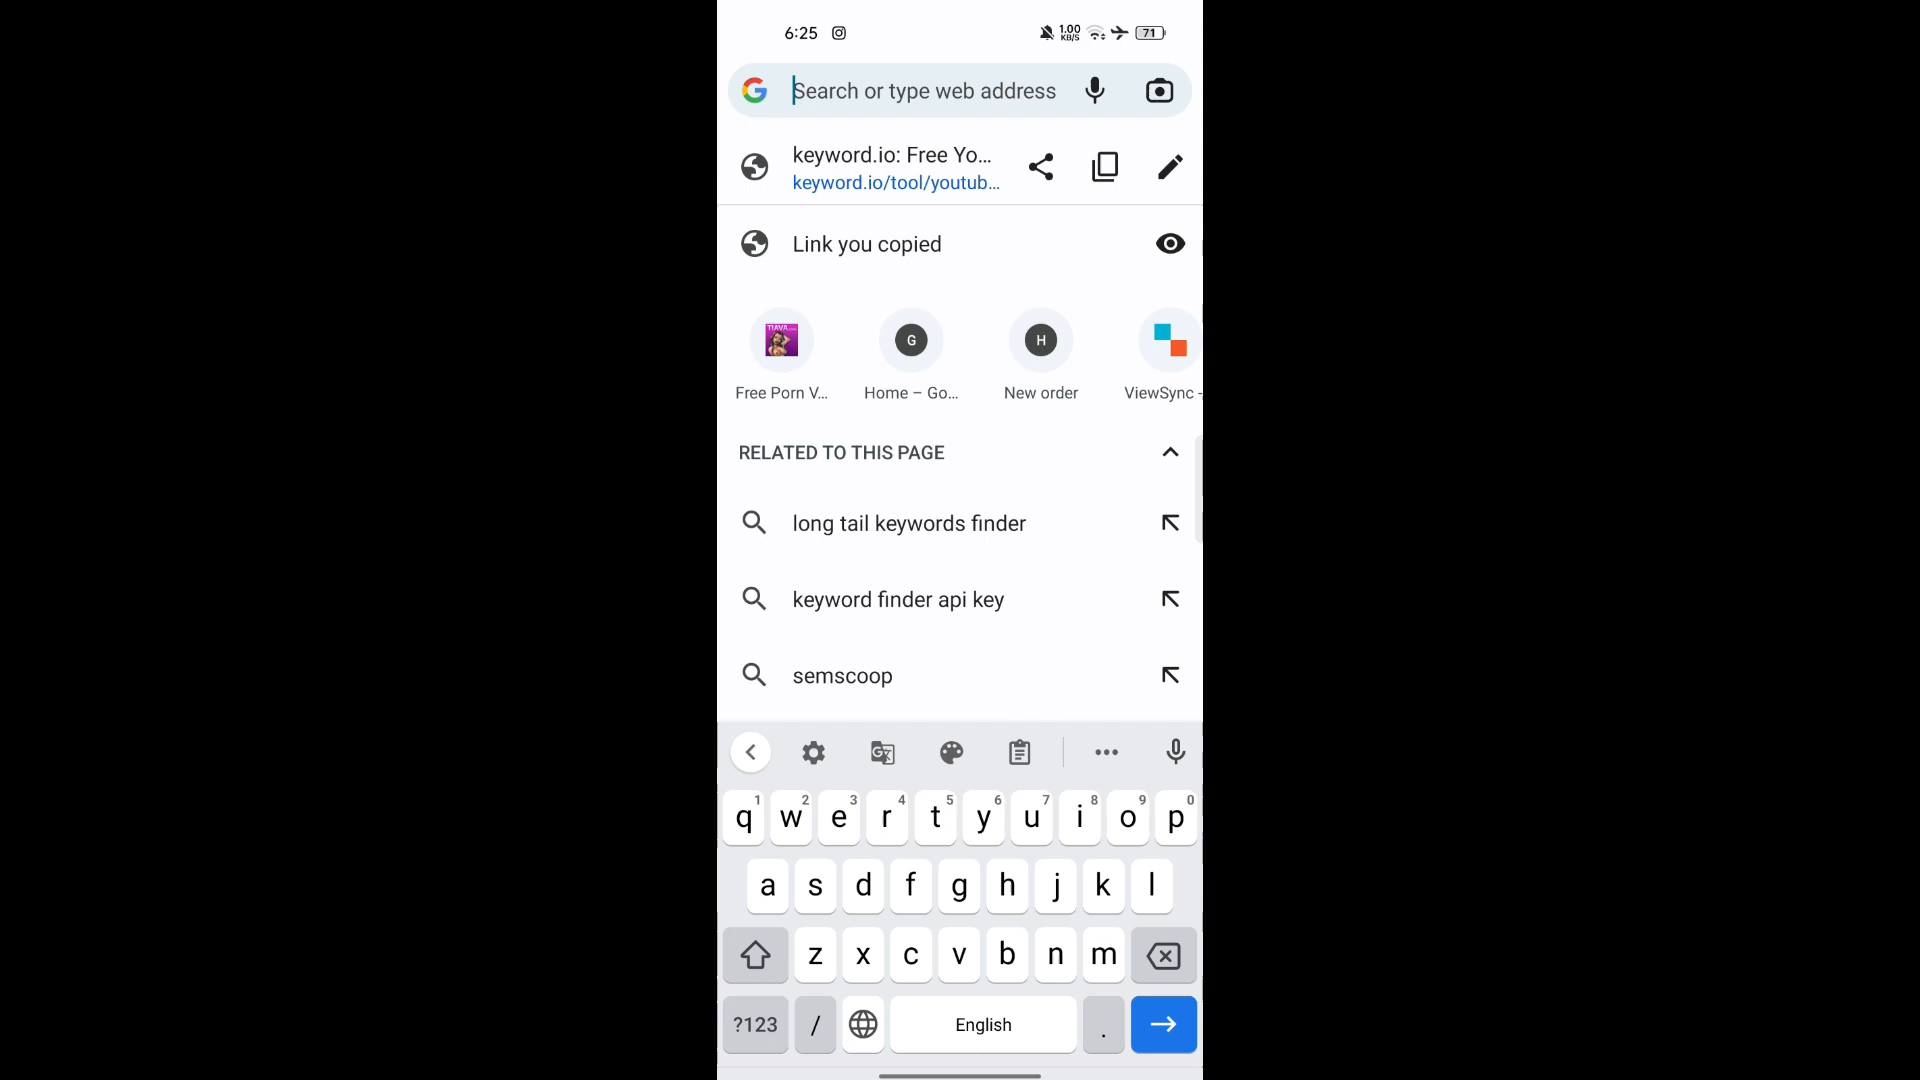 6:25 1.00 KB/S 71
Search or type web address
keyword.io: Free Yo...
keyword.io/tool/youtub...
Link you copied
TIAVA G H
Free Porn V... Home – Go... New order ViewSync -
RELATED TO THIS PAGE
long tail keywords finder
keyword finder api key
semscoop
1 2 3 4 5 6 7 8 9 0
q w e r t y u i o p
a s d f g h j k l
z x c v b n m
?123 / English .